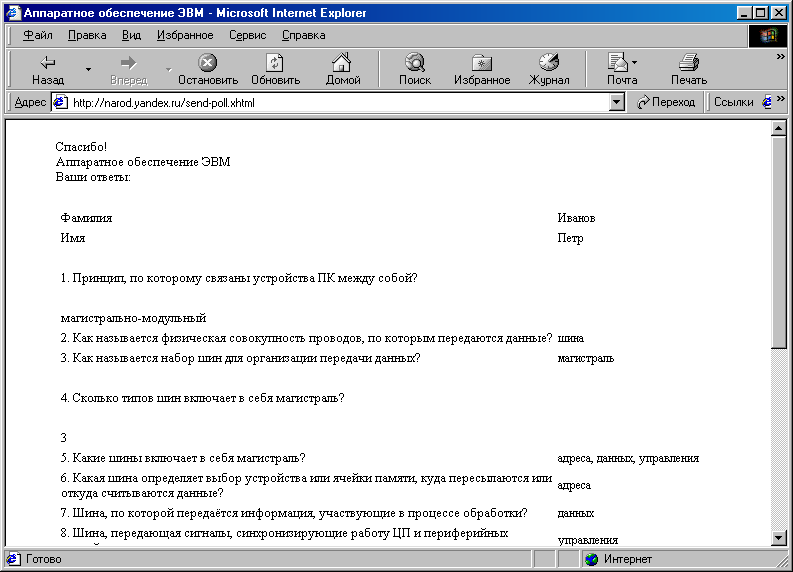 Аппаратное обеспечение ЭВМ - Microsoft Internet Explorer
Файл Правка Вид Избранное Сервис Справка
Назад Вперед Остановить Обновить Домой Поиск Избранное Журнал Почта Печать »
Адрес http://narod.yandex.ru/send-poll.xhtml Переход Ссылки »
Спасибо!
Аппаратное обеспечение ЭВМ
Ваши ответы:
Фамилия Иванов
Имя Петр
1. Принцип, по которому связаны устройства ПК между собой?
магистрально-модульный
2. Как называется физическая совокупность проводов, по которым передаются данные? шина
3. Как называется набор шин для организации передачи данных? магистраль
4. Сколько типов шин включает в себя магистраль?
3
5. Какие шины включает в себя магистраль? адреса, данных, управления
6. Какая шина определяет выбор устройства или ячейки памяти, куда пересылаются или
откуда считываются данные? адреса
7. Шина, по которой передаётся информация, участвующие в процессе обработки? данных
8. Шина, передающая сигналы, синхронизирующие работу ЦП и периферийных
управления
Готово Интернет